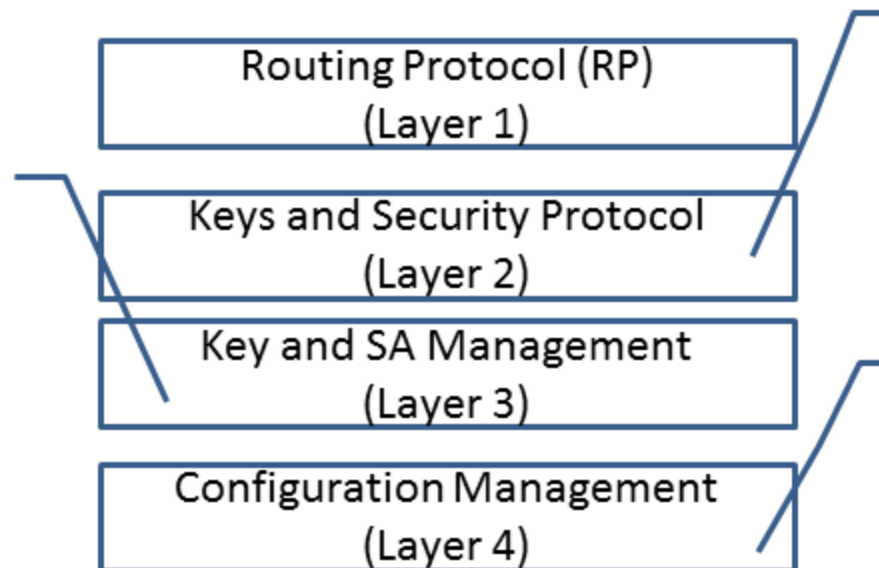 Routing Protocol (RP)
(Layer 1)
Keys and Security Protocol
(Layer 2)
Key and SA Management
(Layer 3)
Configuration Management
(Layer 4)